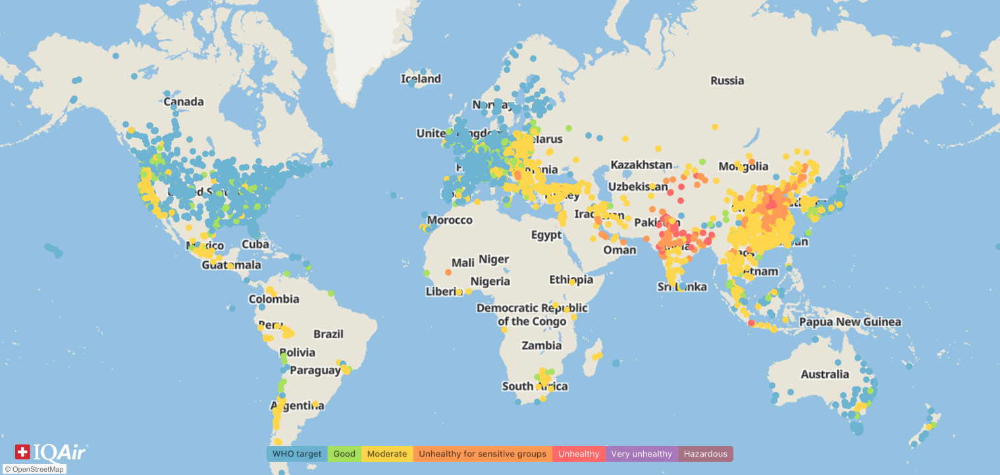 Iceland
Russia
Canada
Norway
United Kingdom
Belarus
Kazakhstan
Mongolia
Uzbekistan
Turkey
Iraq
Iran
Morocco
Pakistan
Egypt
Mexico
Cuba
Oman
India
Laos
Guatemala
Mali
Niger
Ethiopia
Vietnam
Nigeria
Liberia
Sri Lanka
Colombia
Democratic Republic
of the Congo
Peru
Papua New Guinea
Brazil
Zambia
Bolivia
Paraguay
Australia
South Africa
Argentina
IQAir
WHO target
Good
Moderate
Unhealthy for sensitive groups
Unhealthy
Very unhealthy
Hazardous
© OpenStreetMap